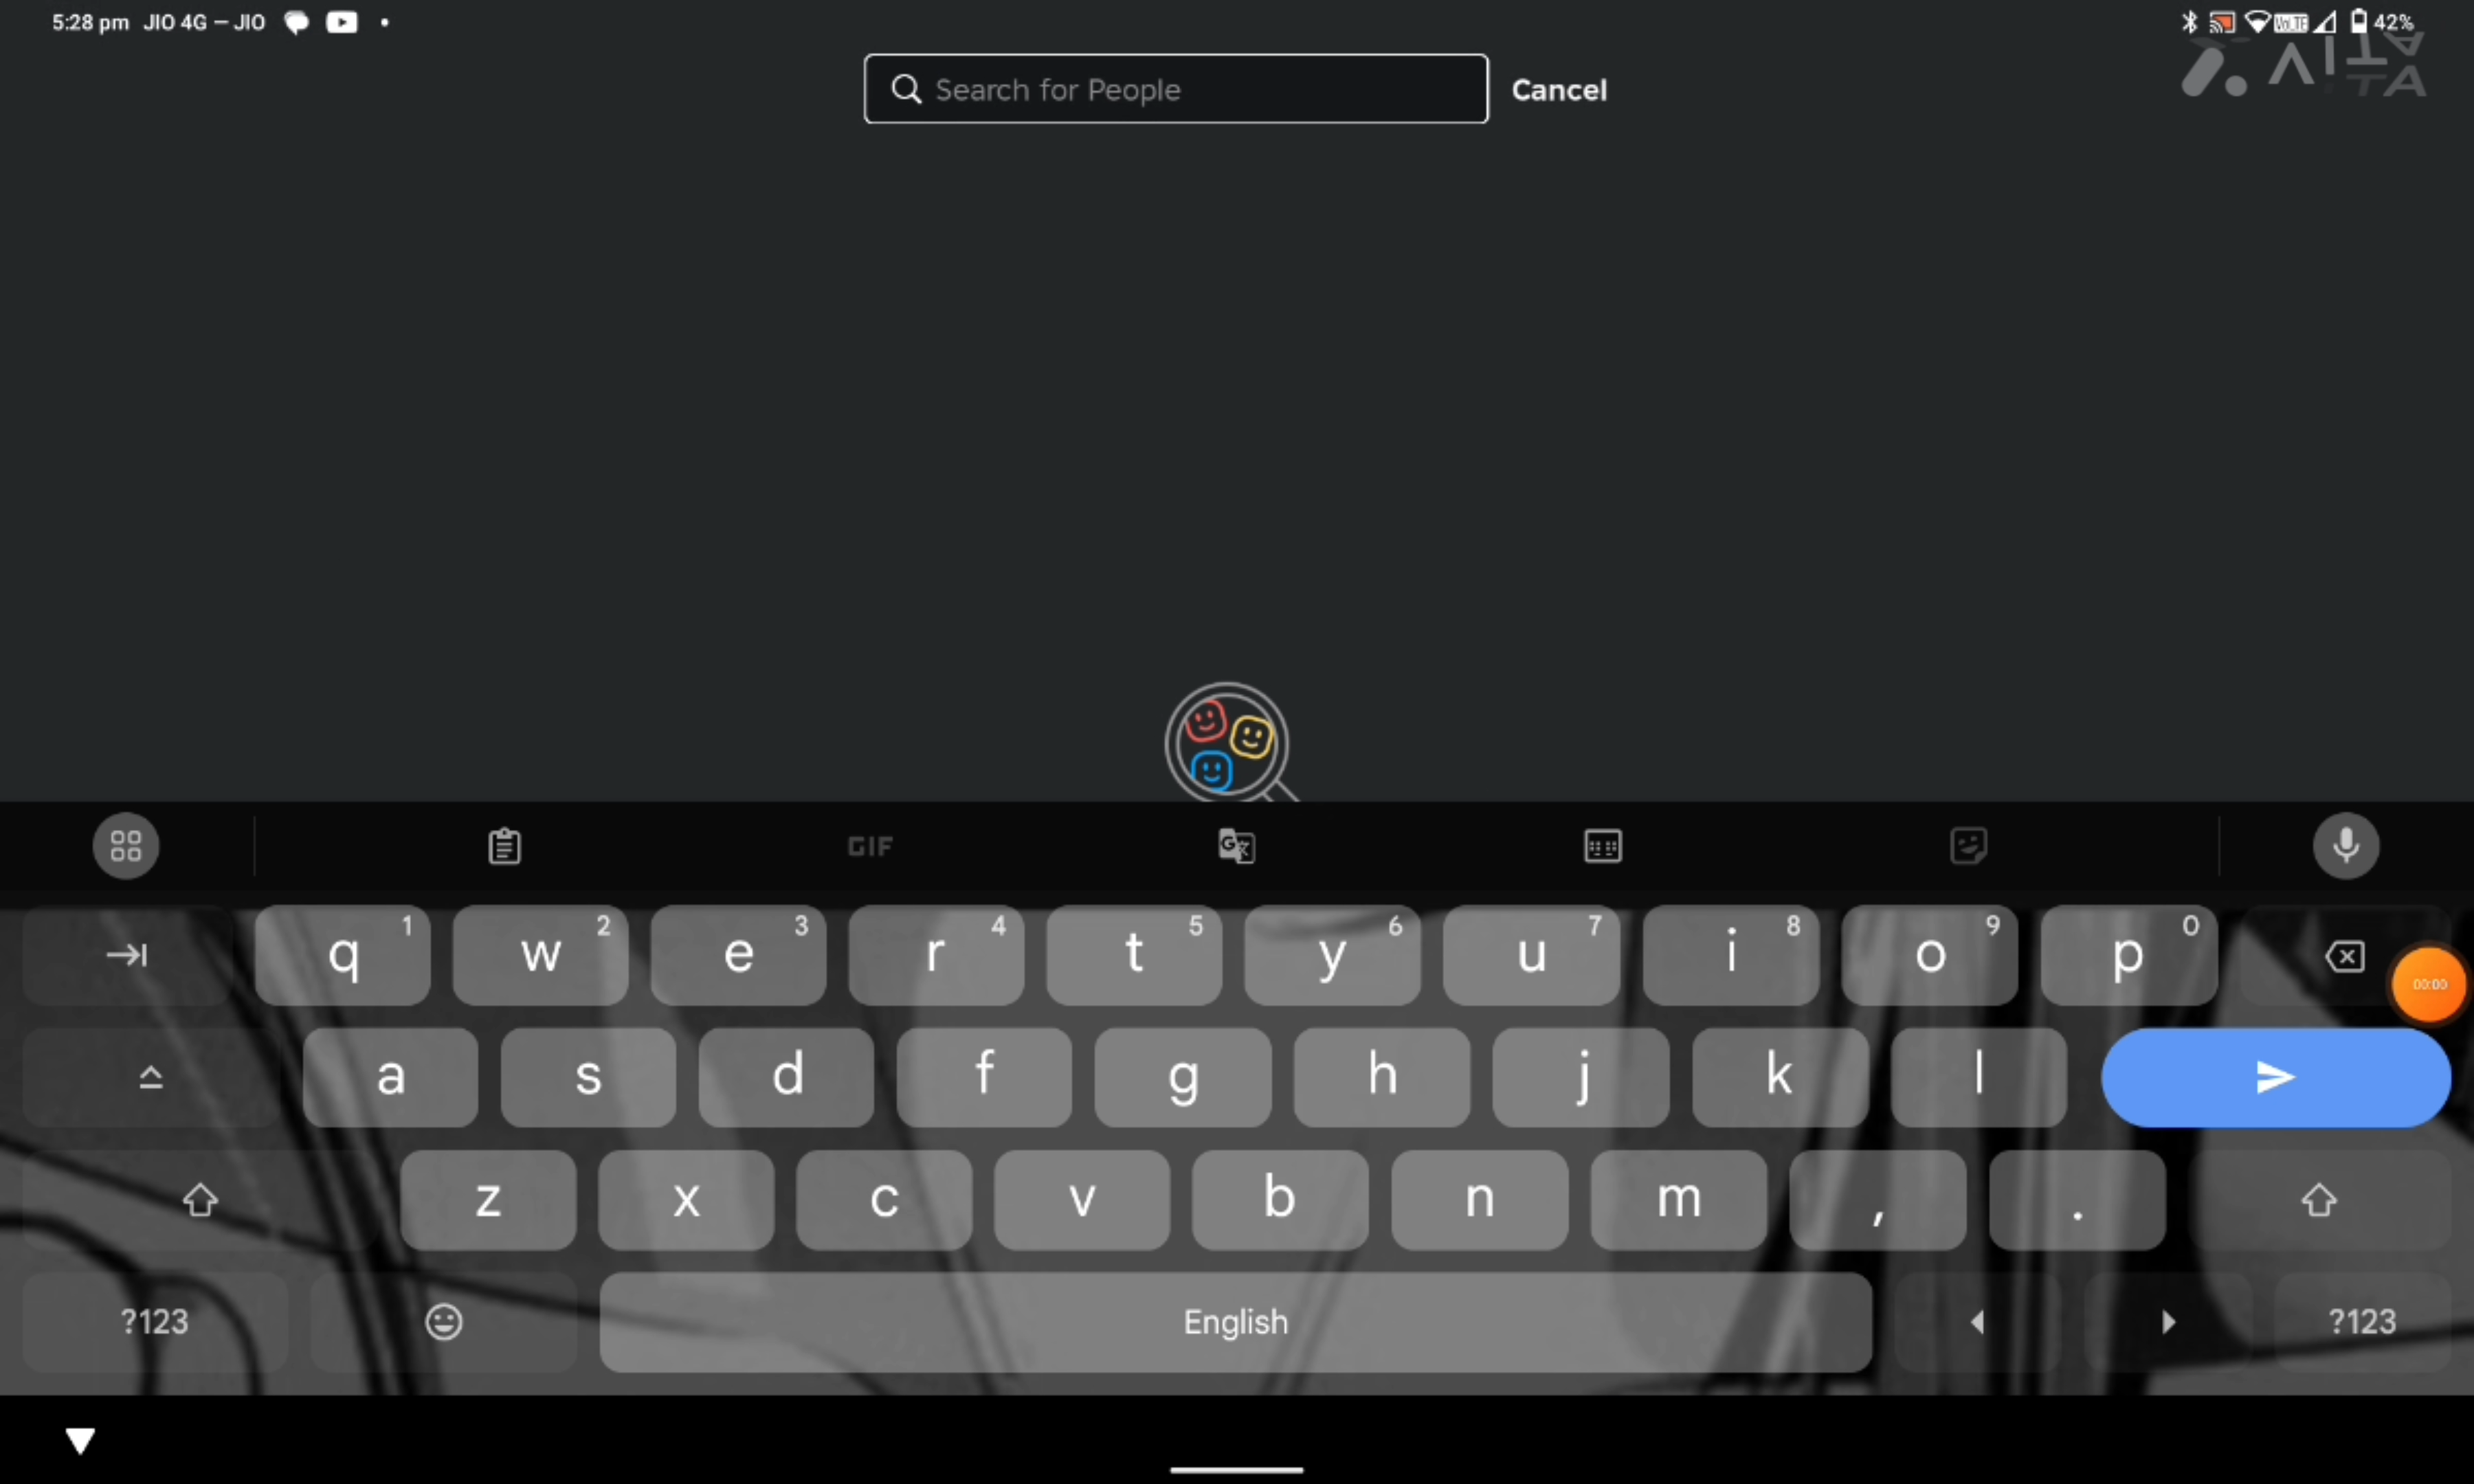 5:28 pm JIO 4G — JIO
VoLTE 42%
Search for People Cancel
GIF
q 1 w 2 e 3 r 4 t 5 y 6 u 7 i 8 o 9 p 0
00:00
a s d f g h j k l
z x c v b n m , .
?123 English ?123